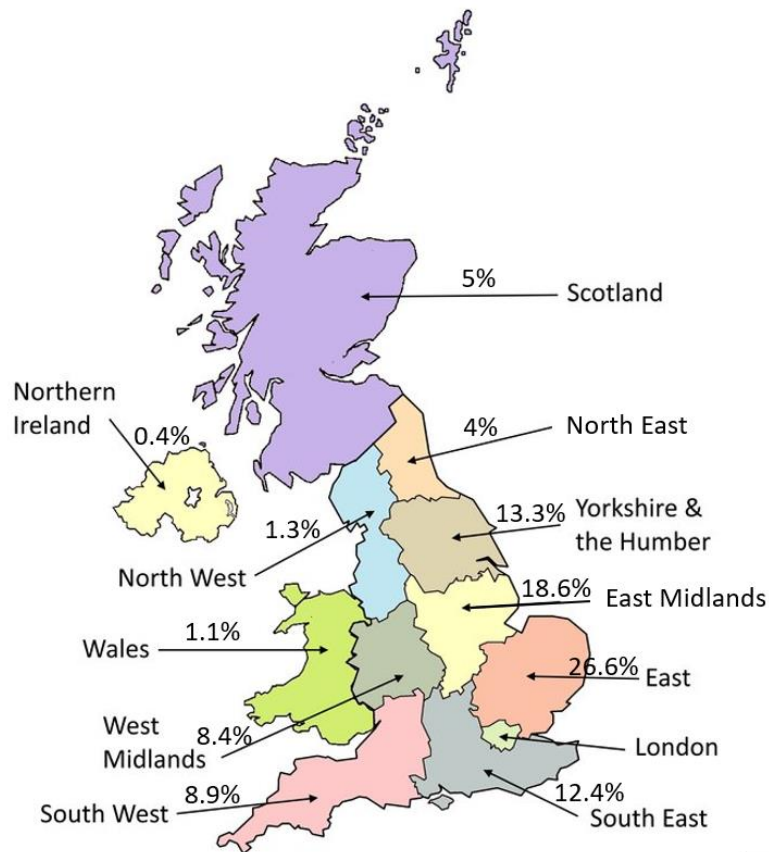 5%
Scotland
Northern
Ireland
0.4%
4%
North East
13.3%
Yorkshire &
the Humber
1.3%
North West
18.6%
East Midlands
Wales
1.1%
26.6%
East
West
Midlands
8.4%
London
South West
8.9%
12.4%
South East